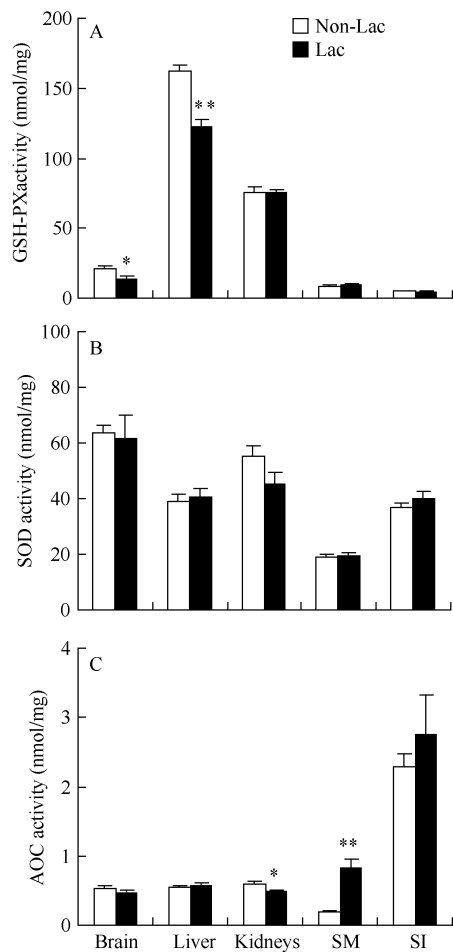 A
Non-Lac
Lac
GSH-PXactivity (nmol/mg)
200
150
100
50
0
*
**
B
SOD activity (nmol/mg)
100
80
60
40
20
0
C
AOC activity (nmol/mg)
4
3
2
1
0
*
**
Brain Liver Kidneys SM SI